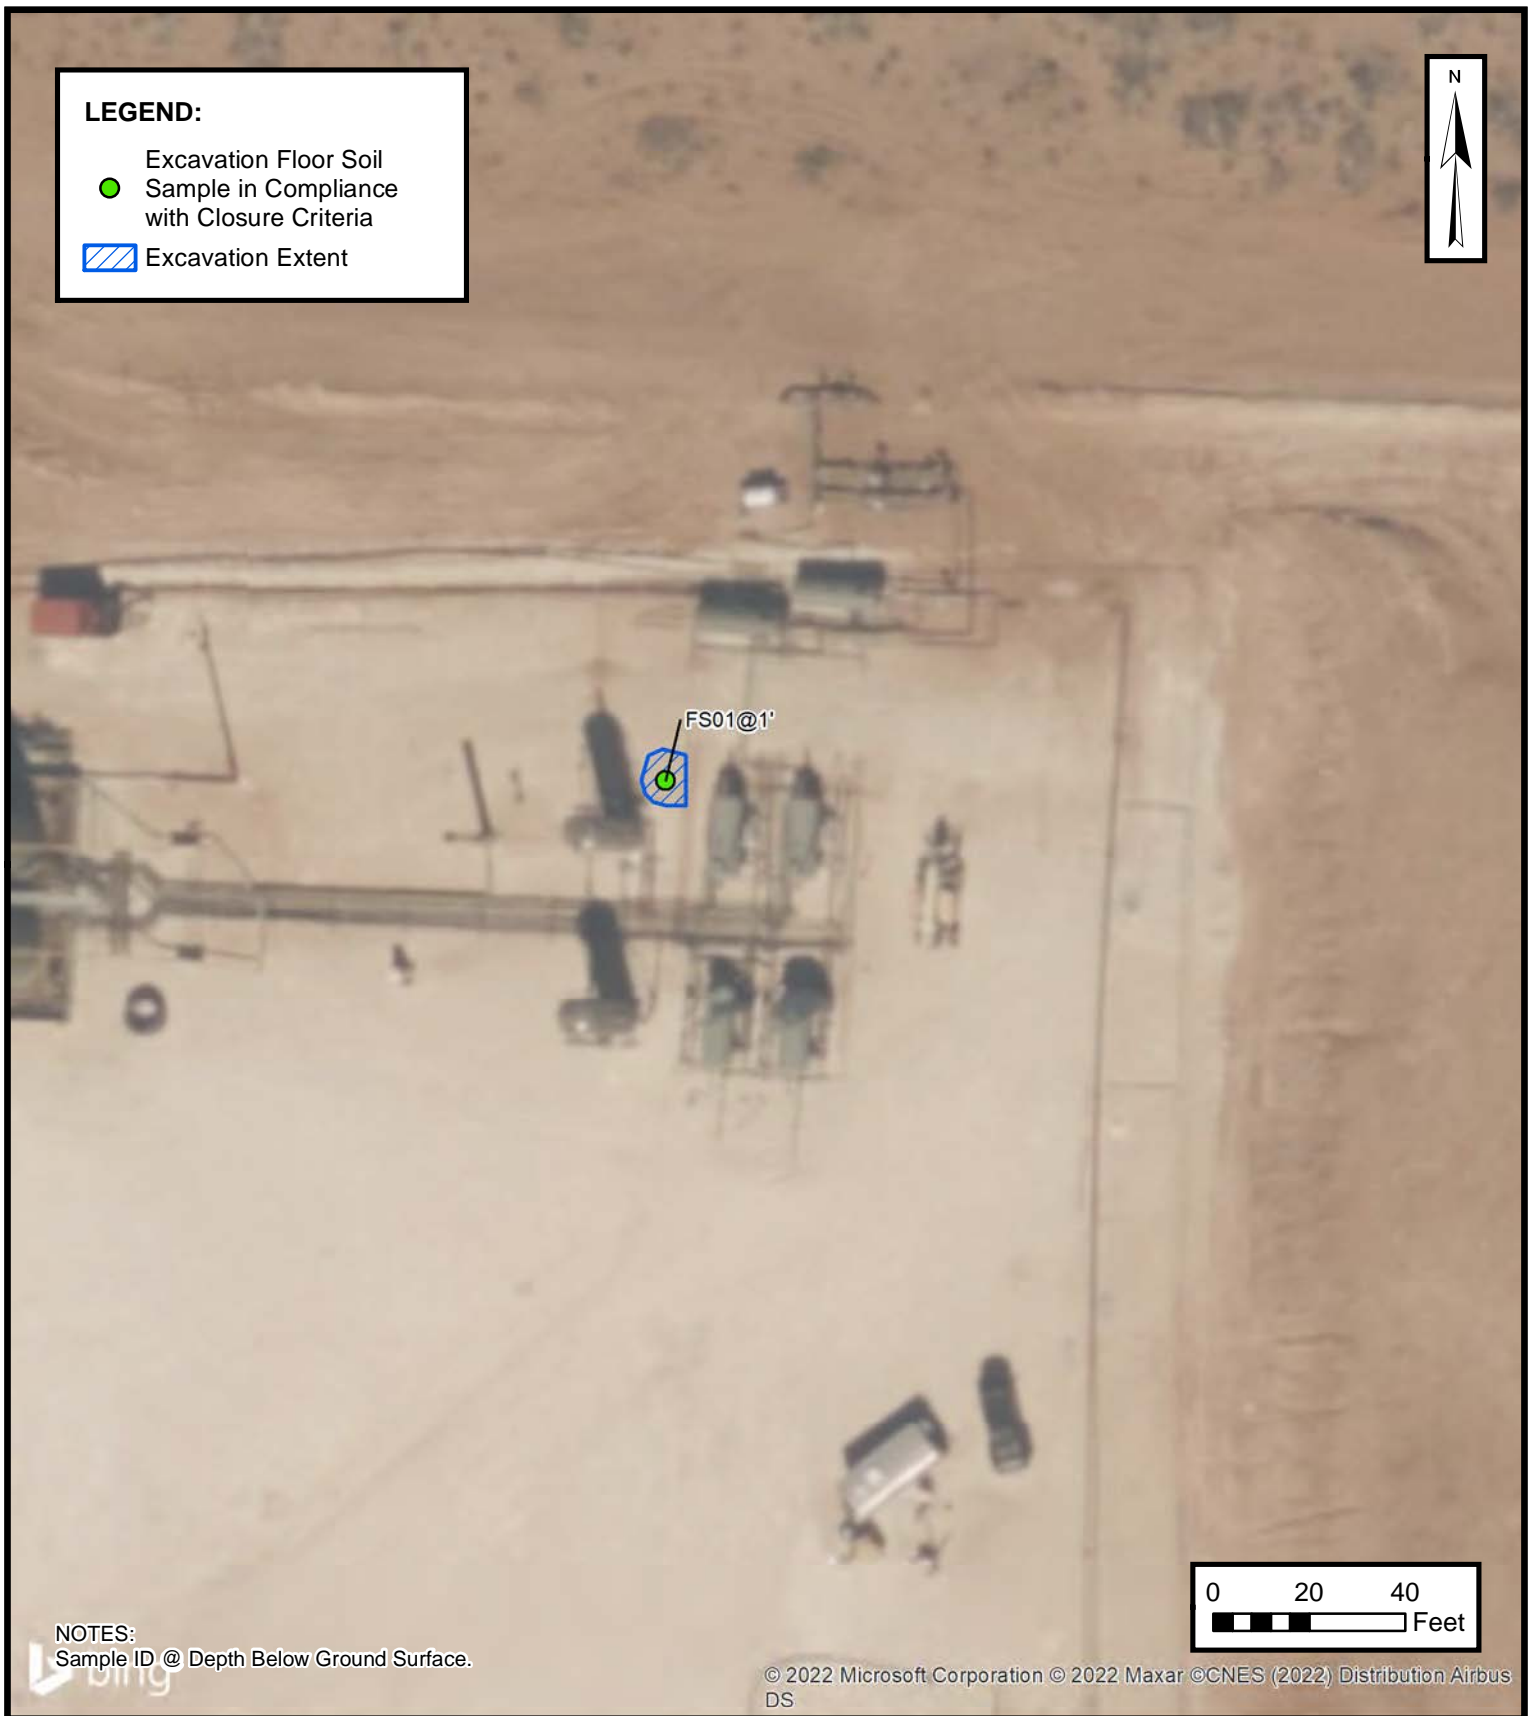 LEGEND:
Excavation Floor Soil
Sample in Compliance
with Closure Criteria
Excavation Extent
N
FS01@1'
0 20 40
Feet
NOTES:
Sample ID @ Depth Below Ground Surface.
bing
© 2022 Microsoft Corporation © 2022 Maxar ©CNES (2022) Distribution Airbus
DS